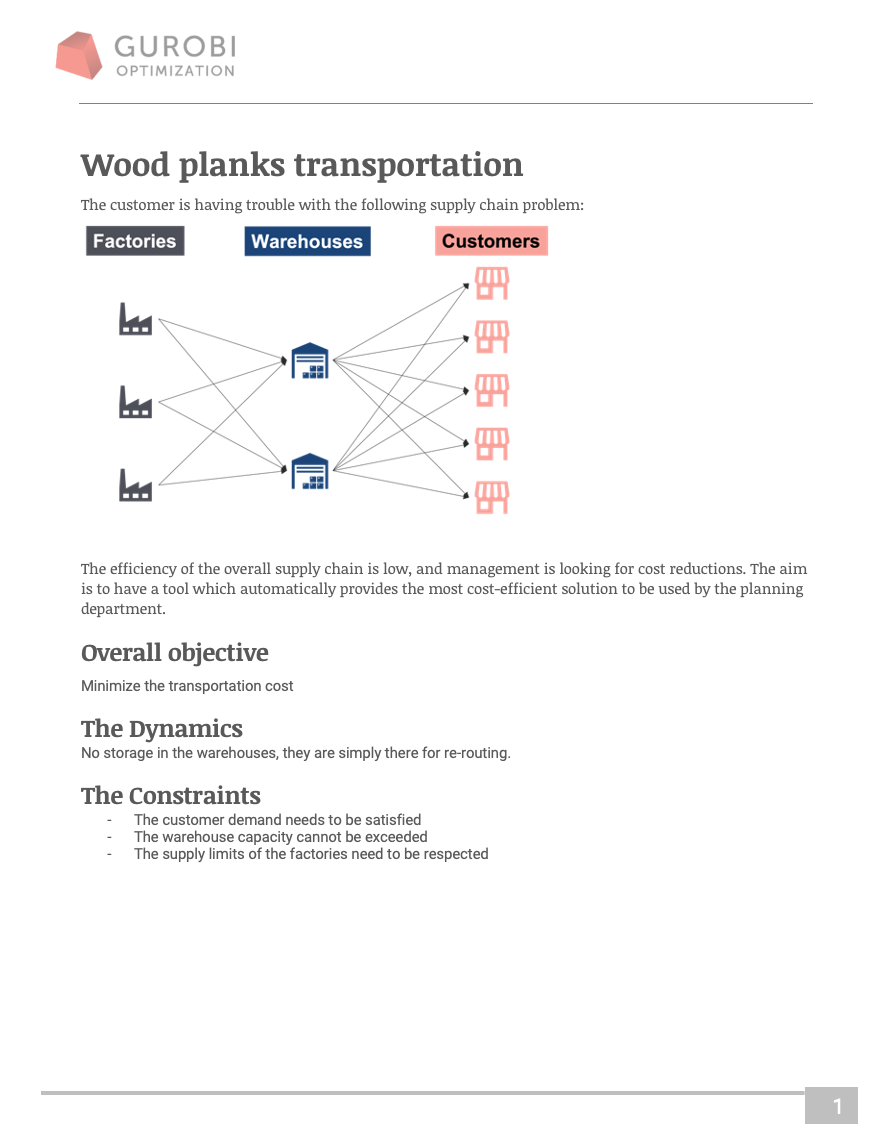 GUROBI
OPTIMIZATION
Wood planks transportation
The customer is having trouble with the following supply chain problem:
Factories
Warehouses
Customers
The efficiency of the overall supply chain is low, and management is looking for cost reductions. The aim
is to have a tool which automatically provides the most cost-efficient solution to be used by the planning
department.
Overall objective
Minimize the transportation cost
The Dynamics
No storage in the warehouses, they are simply there for re-routing.
The Constraints
- The customer demand needs to be satisfied
- The warehouse capacity cannot be exceeded
- The supply limits of the factories need to be respected
1